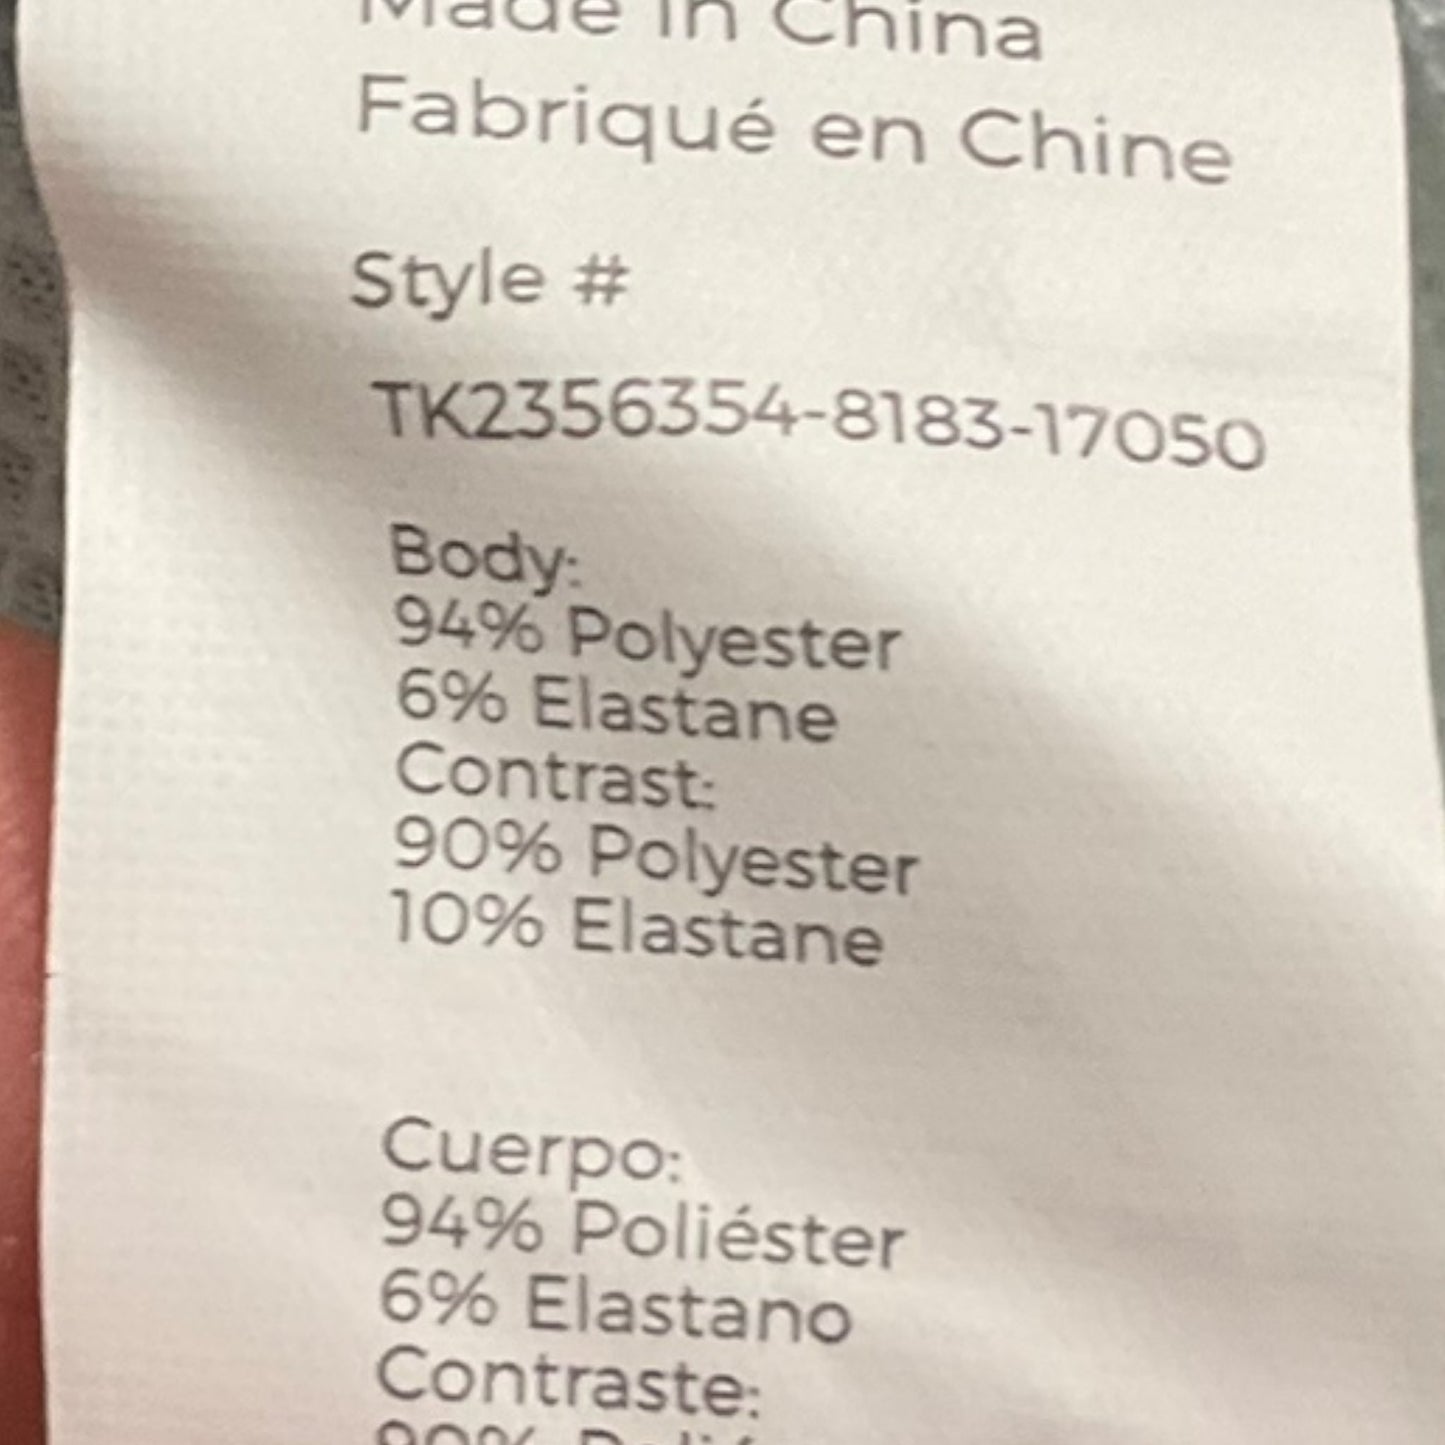 Made in China
Fabriqué en Chine
Style #
TK2356354-8183-17050
Body:
94% Polyester
6% Elastane
Contrast:
90% Polyester
10% Elastane
Cuerpo:
94% Poliéster
6% Elastano
Contraste:
90%